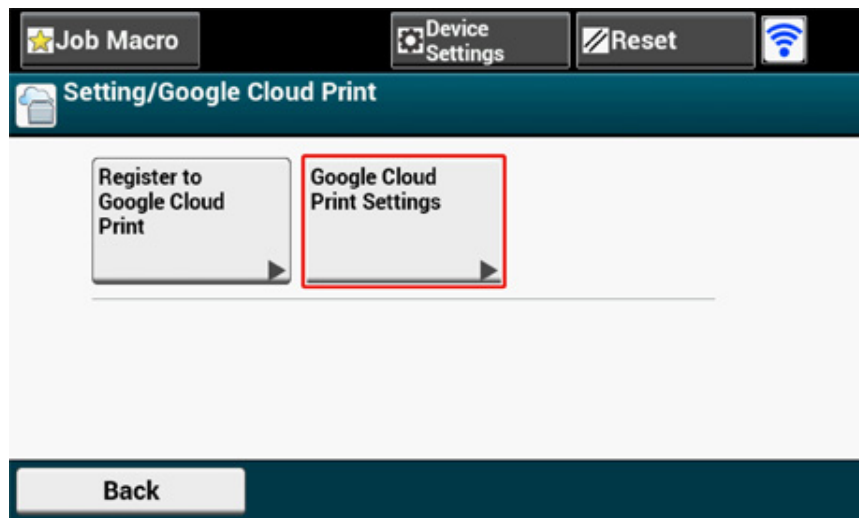 Job Macro
Device
Settings
Reset
Setting/Google Cloud Print
Register to
Google Cloud
Print
Google Cloud
Print Settings
Back